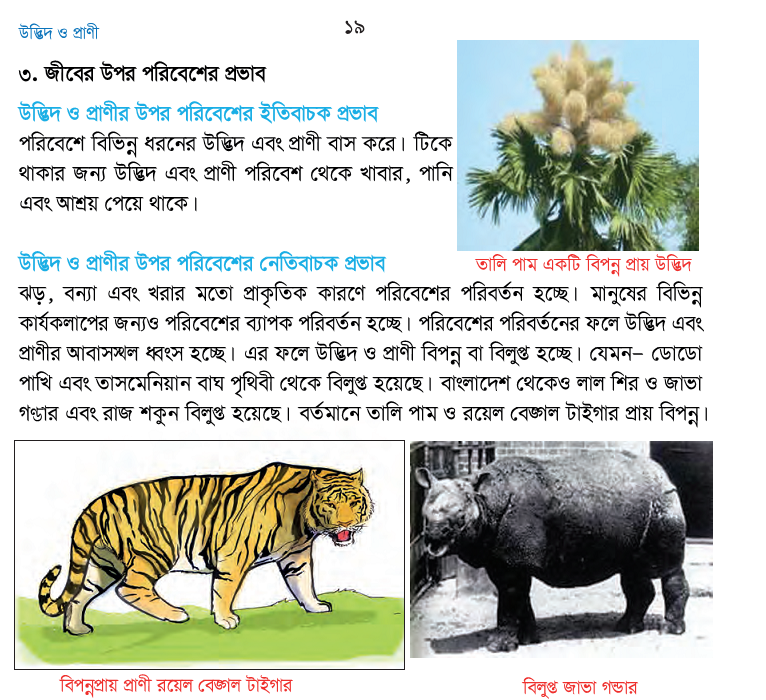 উদ্ভিদ ও প্রাণী
১৯
৩. জীবের উপর পরিবেশের প্রভাব
উদ্ভিদ ও প্রাণীর উপর পরিবেশের ইতিবাচক প্রভাব
পরিবেশে বিভিন্ন ধরনের উদ্ভিদ এবং প্রাণী বাস করে। টিকে
থাকার জন্য উদ্ভিদ এবং প্রাণী পরিবেশ থেকে খাবার, পানি
এবং আশ্রয় পেয়ে থাকে।
তালি পাম একটি বিপন্ন প্রায় উদ্ভিদ
উদ্ভিদ ও প্রাণীর উপর পরিবেশের নেতিবাচক প্রভাব
ঝড়, বন্যা এবং খরার মতো প্রাকৃতিক কারণে পরিবেশের পরিবর্তন হচ্ছে। মানুষের বিভিন্ন
কার্যকলাপের জন্যও পরিবেশের ব্যাপক পরিবর্তন হচ্ছে। পরিবেশের পরিবর্তনের ফলে উদ্ভিদ এবং
প্রাণীর আবাসস্থল ধ্বংস হচ্ছে। এর ফলে উদ্ভিদ ও প্রাণী বিপন্ন বা বিলুপ্ত হচ্ছে। যেমন– ডোডো
পাখি এবং তাসমেনিয়ান বাঘ পৃথিবী থেকে বিলুপ্ত হয়েছে। বাংলাদেশ থেকেও লাল শির ও জাভা
গণ্ডার এবং রাজ শকুন বিলুপ্ত হয়েছে। বর্তমানে তালি পাম ও রয়েল বেঙ্গল টাইগার প্রায় বিপন্ন।
বিপন্নপ্রায় প্রাণী রয়েল বেঙ্গল টাইগার
বিলুপ্ত জাভা গন্ডার